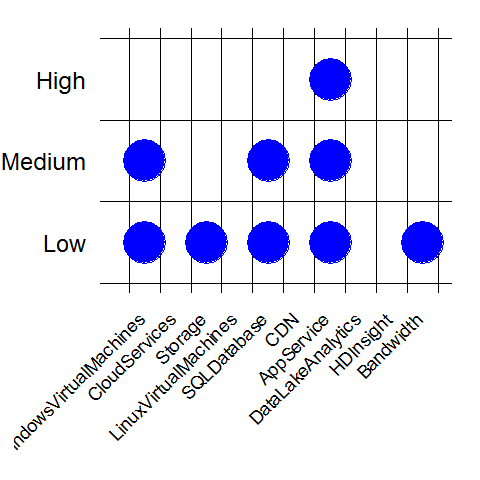 High
Medium
Low
ndowsVirtualMachines
CloudServices
Storage
LinuxVirtualMachines
SQLDatabase
CDN
AppService
DataLakeAnalytics
HDInsight
Bandwidth